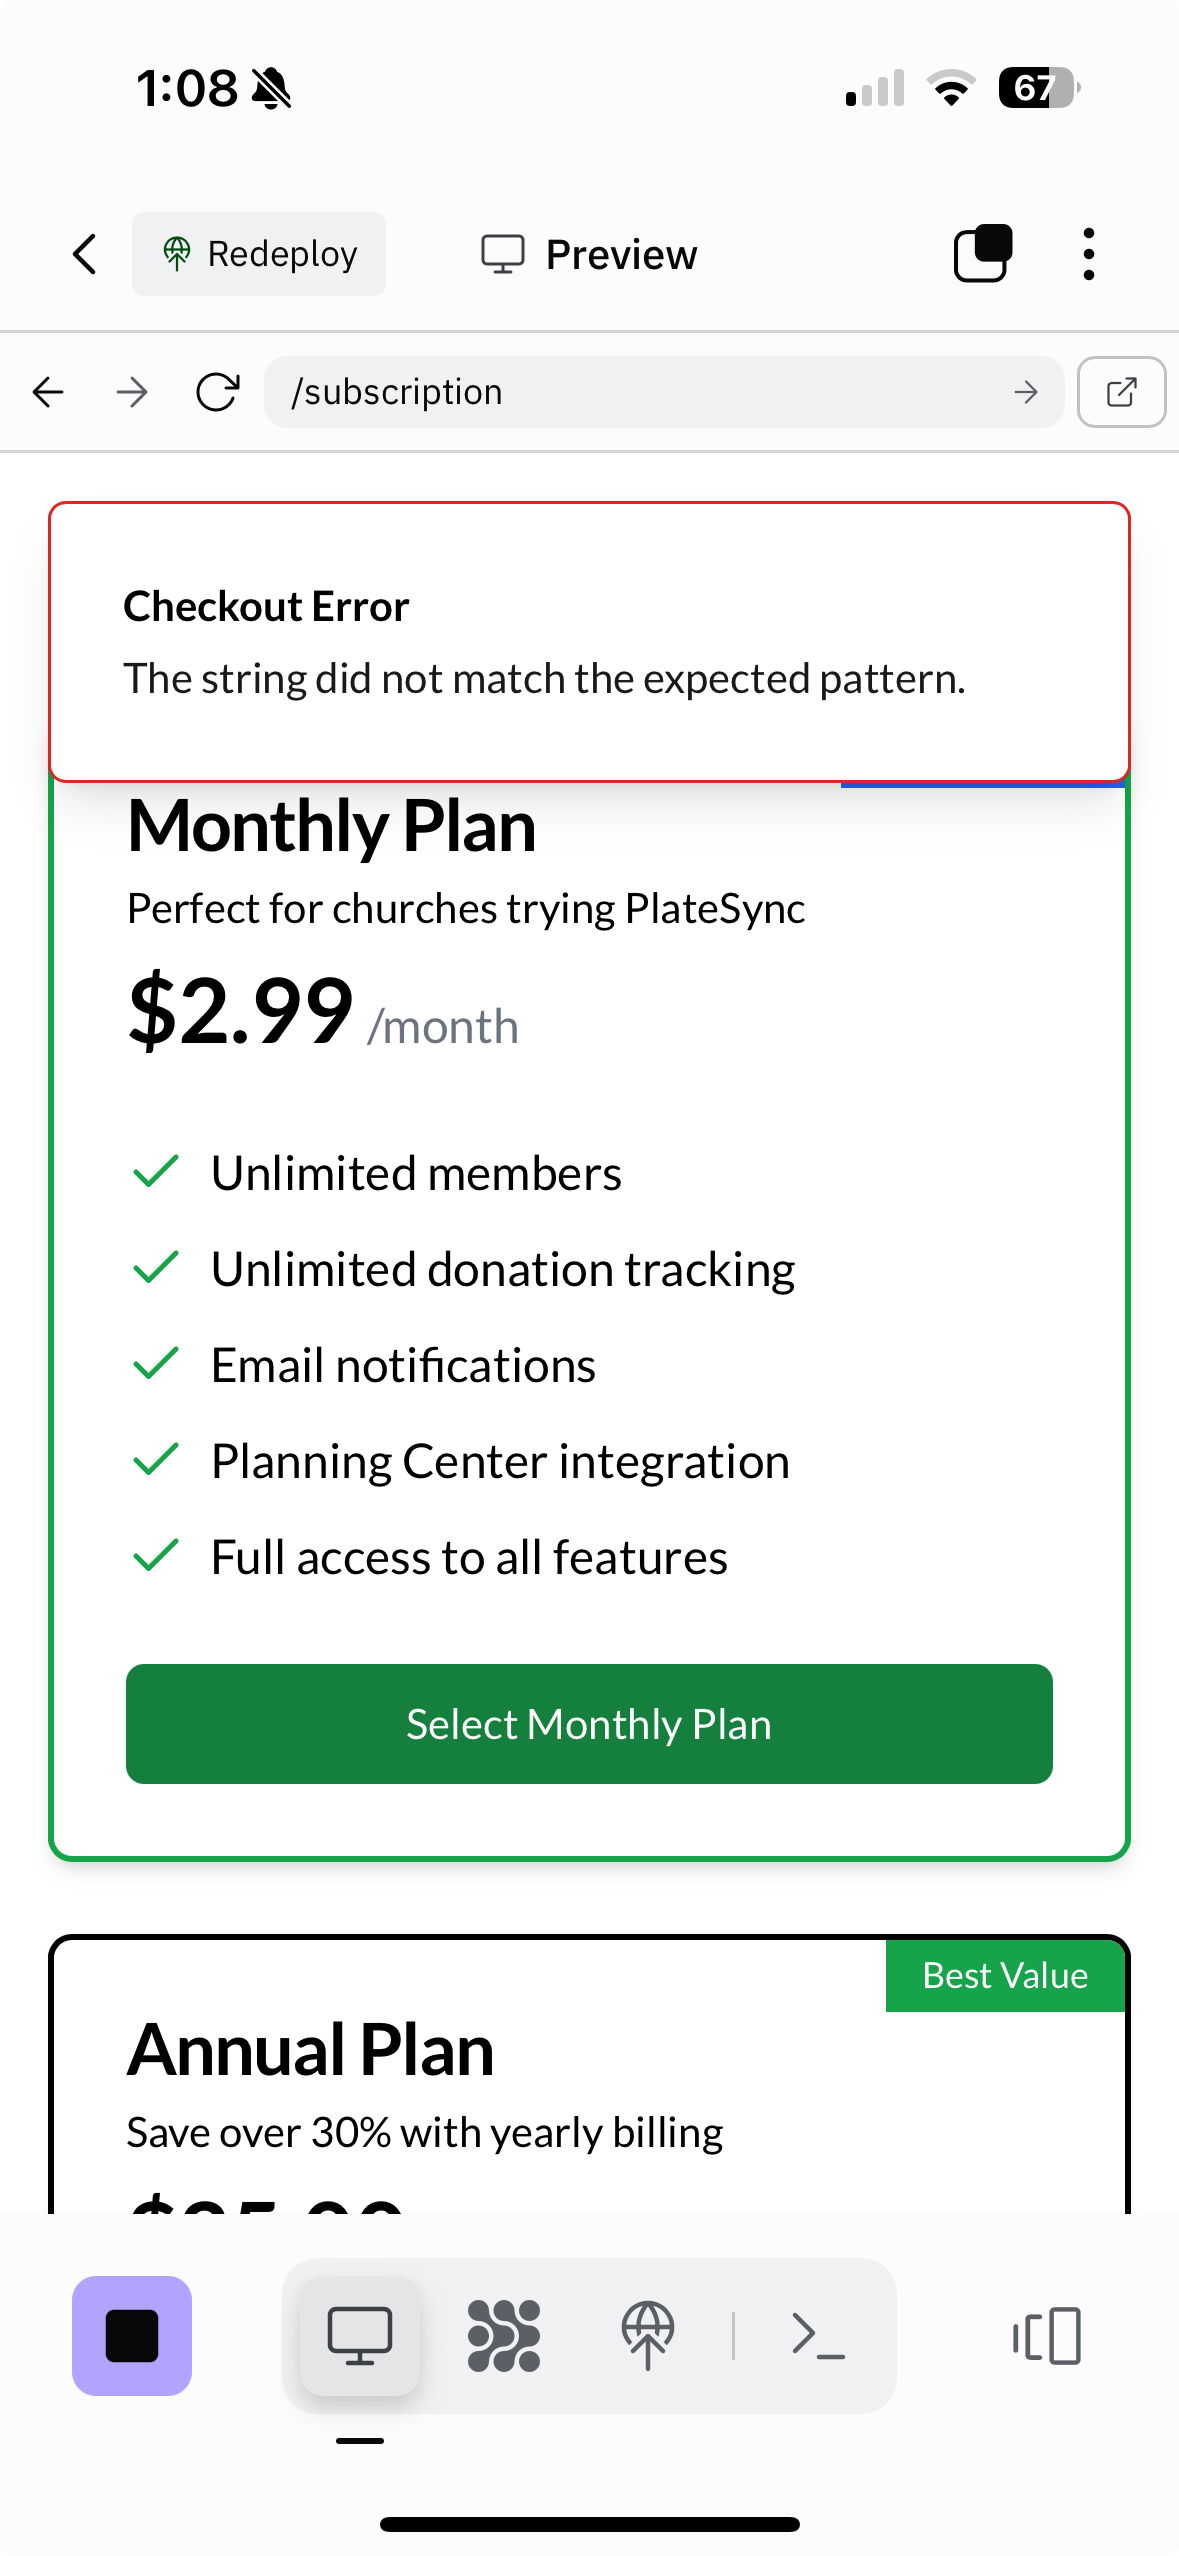 1:08
67
Redeploy
Preview
/subscription
Checkout Error
The string did not match the expected pattern.
Monthly Plan
Perfect for churches trying PlateSync
$2.99 /month
Unlimited members
Unlimited donation tracking
Email notifications
Planning Center integration
Full access to all features
Select Monthly Plan
Best Value
Annual Plan
Save over 30% with yearly billing